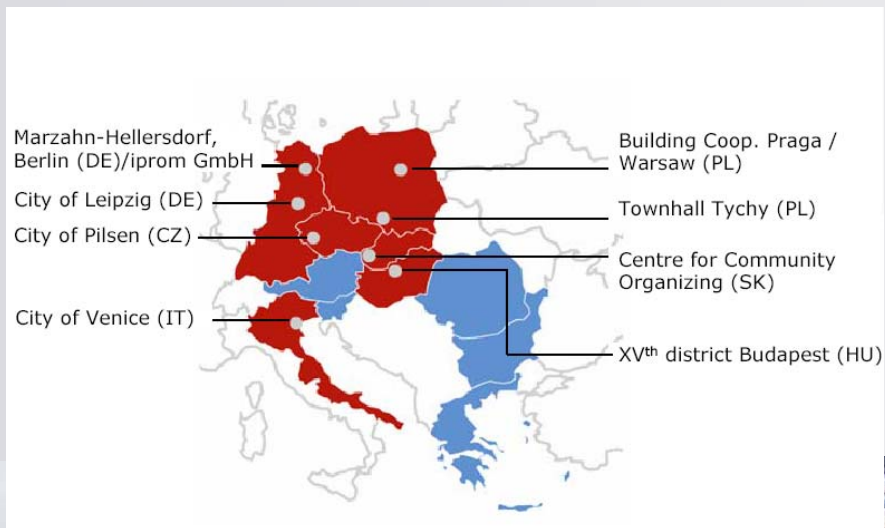 Marzahn-Hellersdorf,
Berlin (DE)/iprom GmbH
City of Leipzig (DE)
City of Pilsen (CZ)
City of Venice (IT)
Building Coop. Praga /
Warsaw (PL)
Townhall Tychy (PL)
Centre for Community
Organizing (SK)
XVth district Budapest (HU)